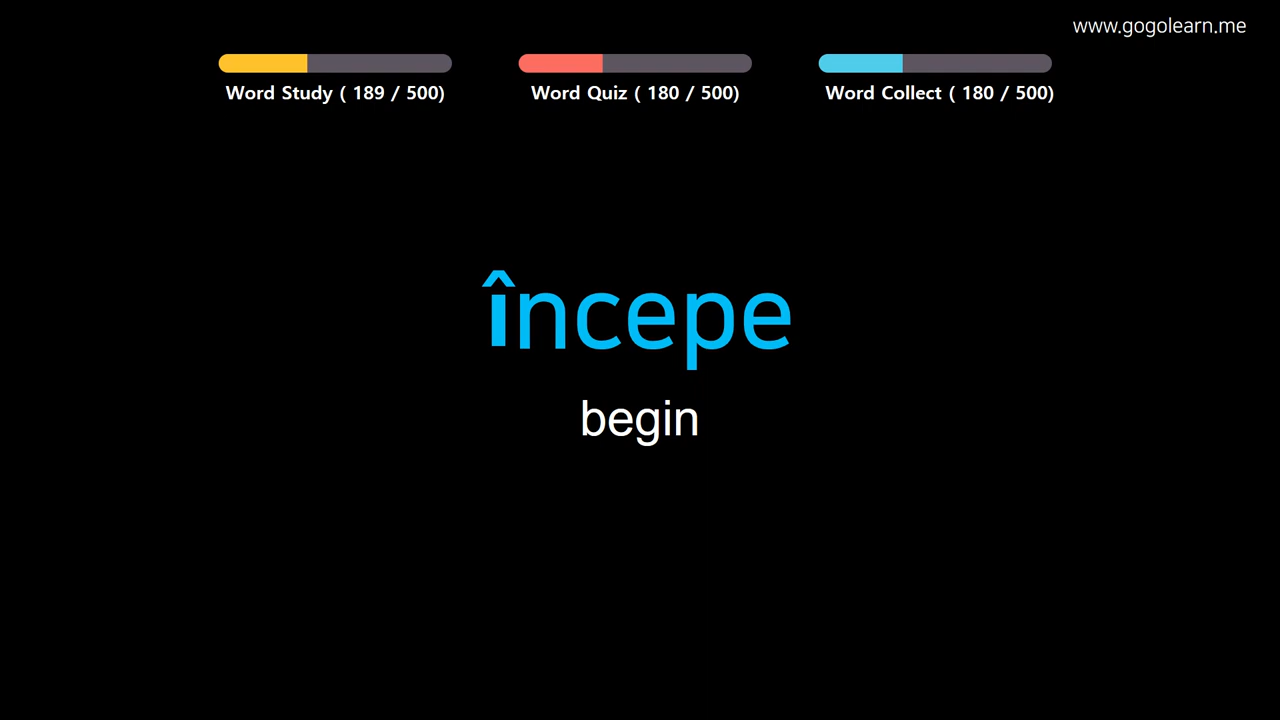 www.gogolearn.me
Word Study ( 189 / 500)
Word Quiz ( 180 / 500)
Word Collect ( 180 / 500)
începe
begin